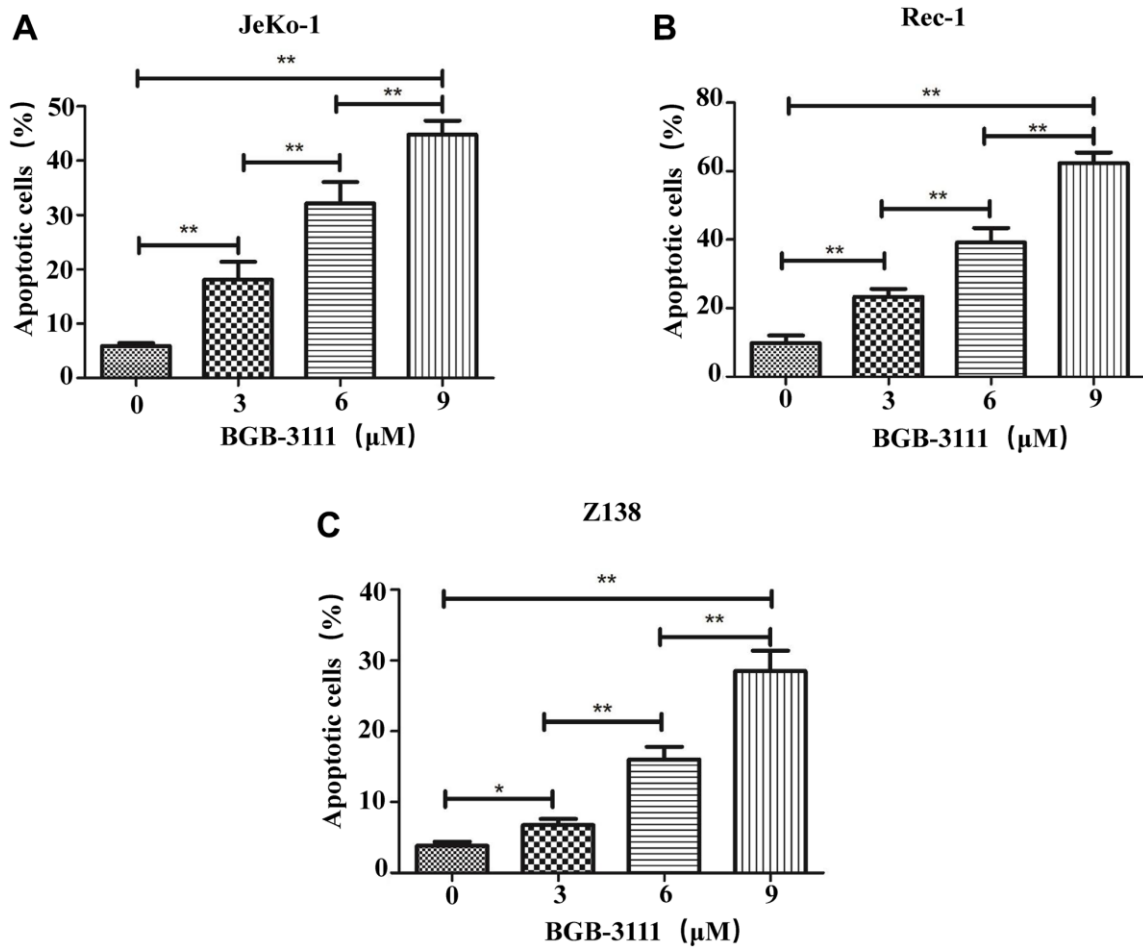 A
JeKo-1
**
**
**
**
Apoptotic cells (%)
50
40
30
20
10
0
0 3 6 9
BGB-3111 (μM)
B
Rec-1
**
**
**
**
Apoptotic cells (%)
80
60
40
20
0
0 3 6 9
BGB-3111 (μM)
C
Z138
**
**
**
*
Apoptotic cells (%)
40
30
20
10
0
0 3 6 9
BGB-3111 (μM)